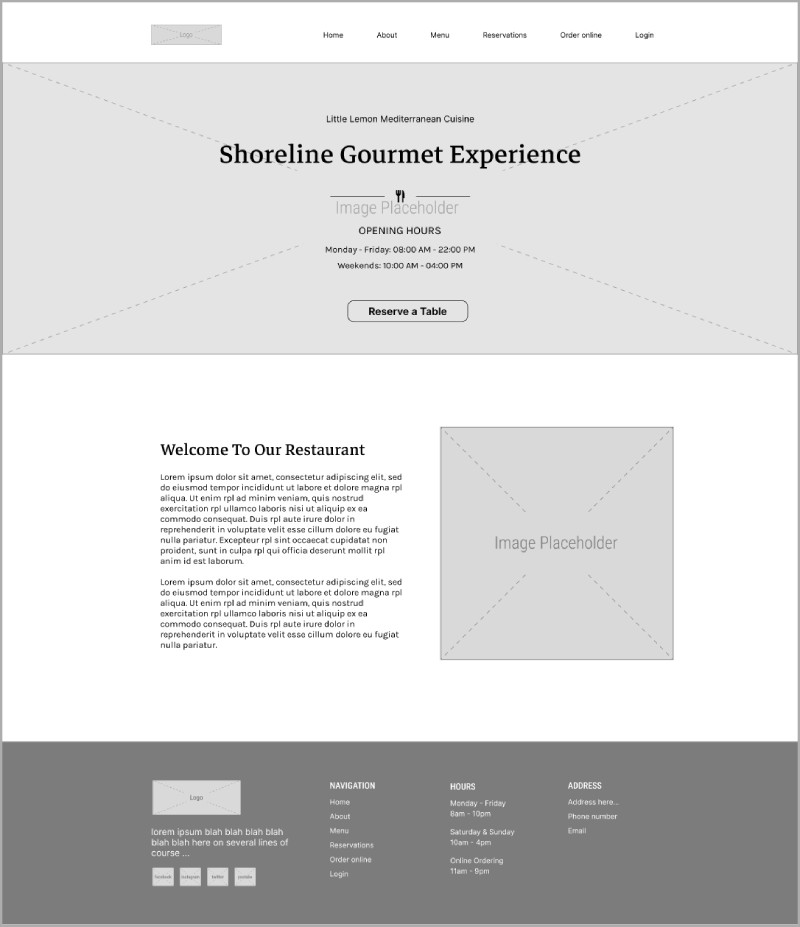 Logo
Home About Menu Reservations Order online Login
Little Lemon Mediterranean Cuisine
Shoreline Gourmet Experience
Image Placeholder
OPENING HOURS
Monday - Friday: 08:00 AM - 22:00 PM
Weekends: 10:00 AM - 04:00 PM
Reserve a Table
Welcome To Our Restaurant
Lorem ipsum dolor sit amet, consectetur adipiscing elit, sed
do eiusmod tempor incididunt ut labore et dolore magna rpl
aliqua. Ut enim rpl ad minim veniam, quis nostrud
exercitation rpl ullamco laboris nisi ut aliquip ex ea
commodo consequat. Duis rpl aute irure dolor in
reprehenderit in voluptate velit esse cillum dolore eu fugiat
nulla pariatur. Excepteur rpl sint occaecat cupidatat non
proident, sunt in culpa rpl qui officia deserunt mollit rpl
anim id est laborum.
Lorem ipsum dolor sit amet, consectetur adipiscing elit, sed
do eiusmod tempor incididunt ut labore et dolore magna rpl
aliqua. Ut enim rpl ad minim veniam, quis nostrud
exercitation rpl ullamco laboris nisi ut aliquip ex ea
commodo consequat. Duis rpl aute irure dolor in
reprehenderit in voluptate velit esse cillum dolore eu fugiat
nulla pariatur.
Image Placeholder
Logo
lorem ipsum blah blah blah blah
blah blah here on several lines of
course ...
facebook instagram twitter youtube
NAVIGATION
Home
About
Menu
Reservations
Order online
Login
HOURS
Monday - Friday
8am - 10pm
Saturday & Sunday
10am - 4pm
Online Ordering
11am - 9pm
ADDRESS
Address here...
Phone number
Email